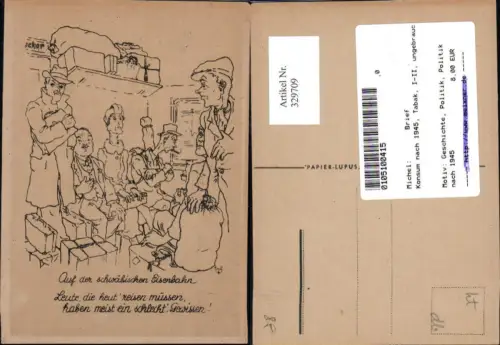 Auf der schwäbischen Eisenbahn
Leute, die heut' reisen müssen,
haben meist ein schlecht' Gewissen!
Artikel Nr.
329709
0105100415
,0
Michel: Brief
Konsum nach 1945, Tabak, I-II, ungebrauc
Motiv: Geschichte, Politik, Politik
nach 1945 8.00 EUR
PAPIER-LUPUS,